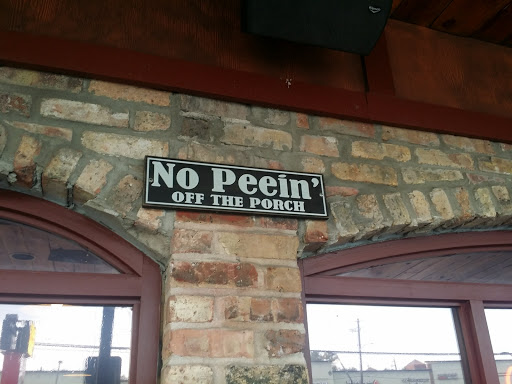 No Peein'
OFF THE PORCH